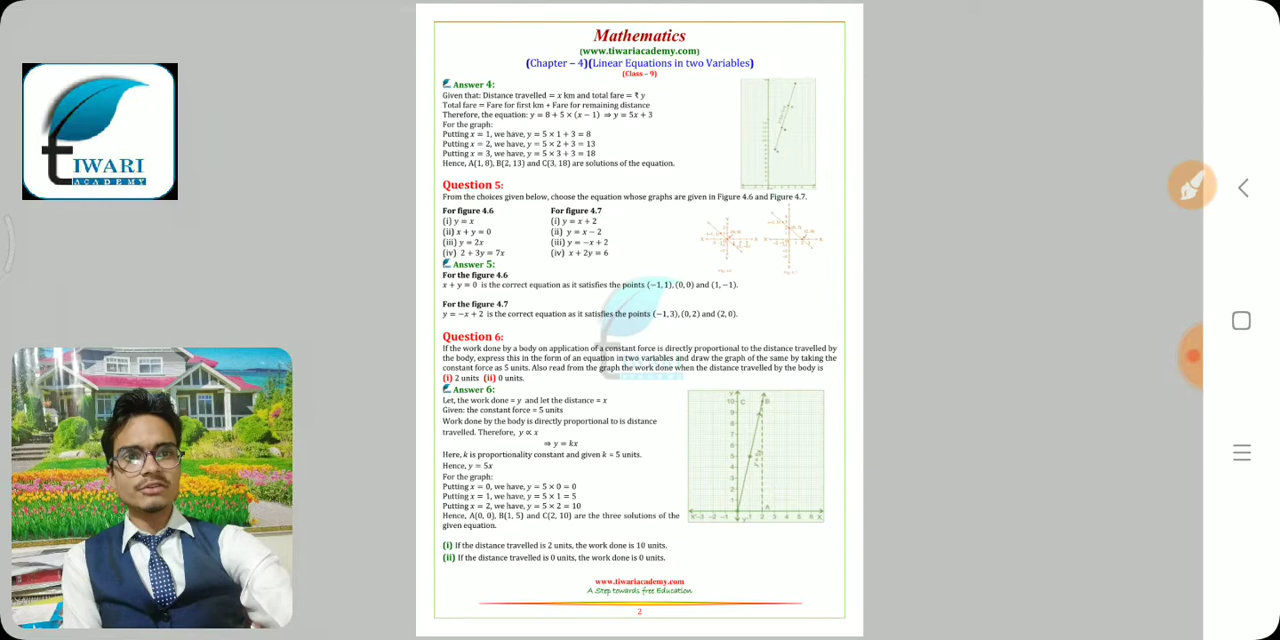 TIWARI
ACADEMY
Mathematics
(www.tiwariacademy.com)
(Chapter – 4)(Linear Equations in two Variables)
(Class – 9)
Answer 4:
Given that: Distance travelled = x km and total fare = ₹ y
Total fare = Fare for first km + Fare for remaining distance
Therefore, the equation: y = 8 + 5 × (x − 1) ⇒ y = 5x + 3
For the graph:
Putting x = 1, we have, y = 5 × 1 + 3 = 8
Putting x = 2, we have, y = 5 × 2 + 3 = 13
Putting x = 3, we have, y = 5 × 3 + 3 = 18
Hence, A(1, 8), B(2, 13) and C(3, 18) are solutions of the equation.
Question 5:
From the choices given below, choose the equation whose graphs are given in Figure 4.6 and Figure 4.7.
For figure 4.6 For figure 4.7
(i) y = x (i) y = x + 2
(ii) x + y = 0 (ii) y = x − 2
(iii) y = 2x (iii) y = −x + 2
(iv) 2 + 3y = 7x (iv) x + 2y = 6
Answer 5:
For the figure 4.6
x + y = 0 is the correct equation as it satisfies the points (−1, 1), (0, 0) and (1, −1).
For the figure 4.7
y = −x + 2 is the correct equation as it satisfies the points (−1, 3), (0, 2) and (2, 0).
Question 6:
If the work done by a body on application of a constant force is directly proportional to the distance travelled by
the body, express this in the form of an equation in two variables and draw the graph of the same by taking the
constant force as 5 units. Also read from the graph the work done when the distance travelled by the body is
(i) 2 units (ii) 0 units.
Answer 6:
Let, the work done = y and let the distance = x
Given: the constant force = 5 units
Work done by the body is directly proportional to is distance
travelled. Therefore, y ∝ x
⇒ y = kx
Here, k is proportionality constant and given k = 5 units.
Hence, y = 5x
For the graph:
Putting x = 0, we have, y = 5 × 0 = 0
Putting x = 1, we have, y = 5 × 1 = 5
Putting x = 2, we have, y = 5 × 2 = 10
Hence, A(0, 0), B(1, 5) and C(2, 10) are the three solutions of the
given equation.
(i) If the distance travelled is 2 units, the work done is 10 units.
(ii) If the distance travelled is 0 units, the work done is 0 units.
www.tiwariacademy.com
A Step towards free Education
2